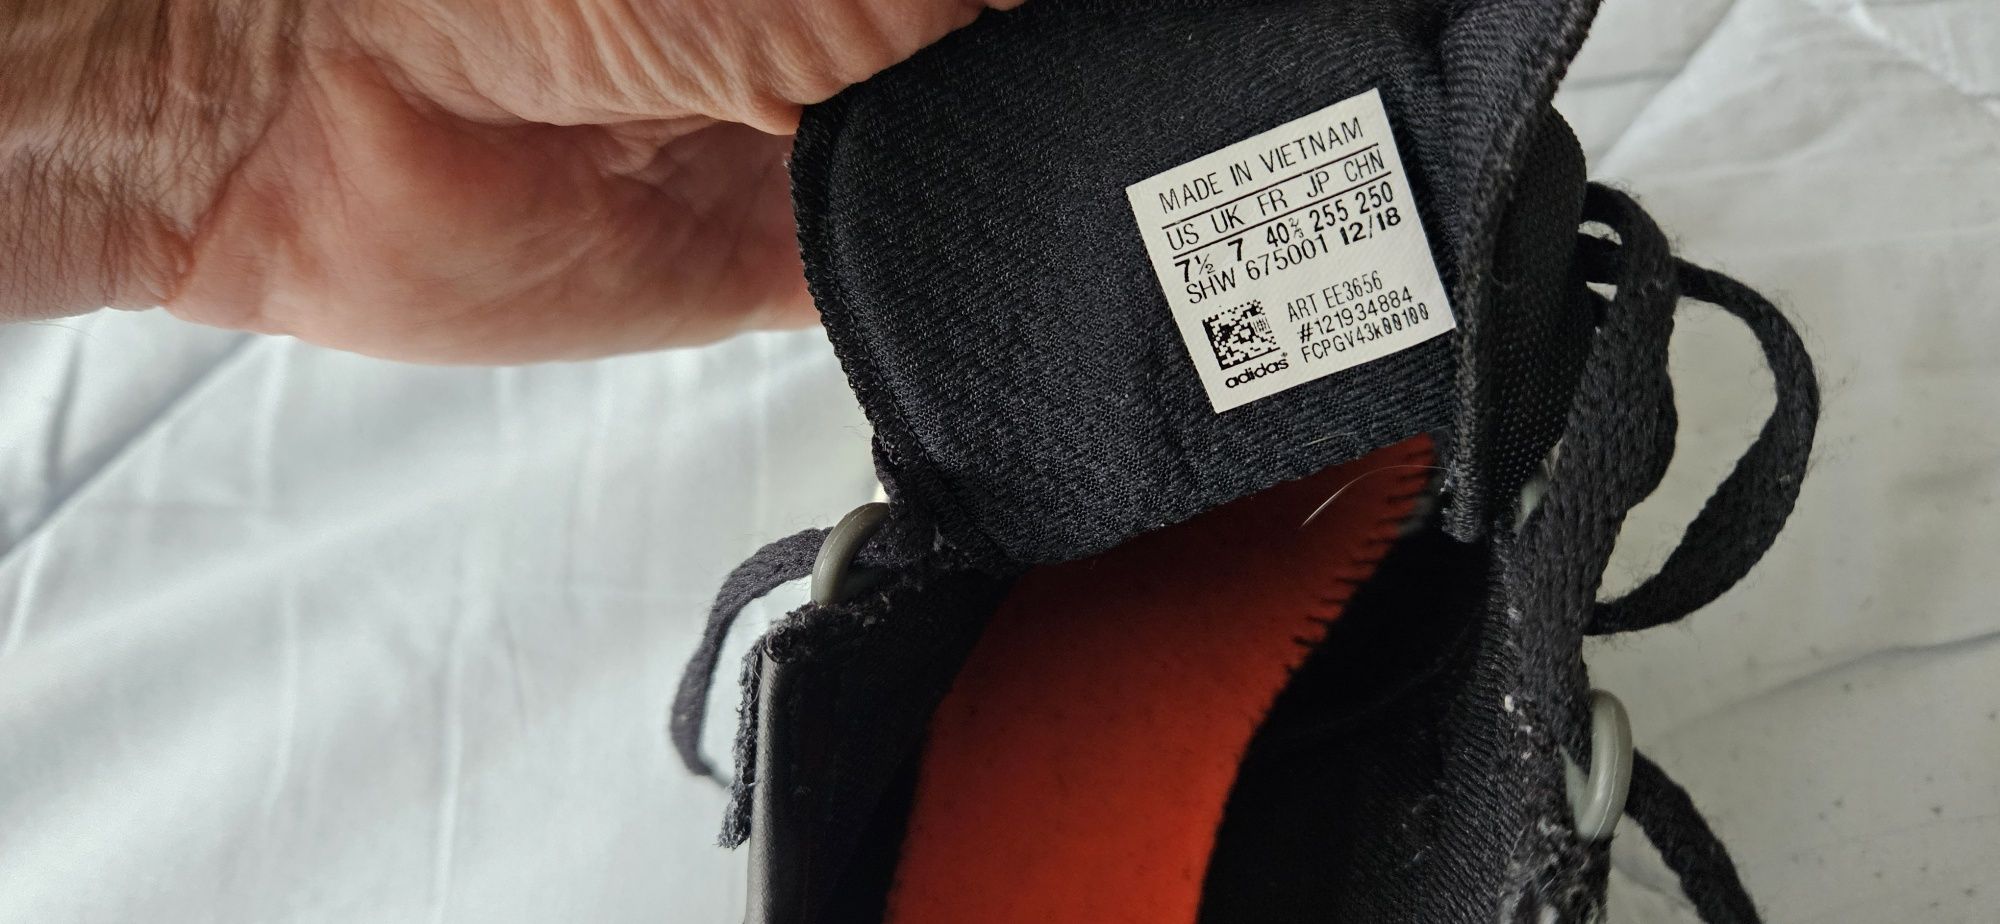 MADE IN VIETNAM
US UK FR JP CHN
7½ 7 40⅔ 255 250
SHW 675001 12/18
ART EE3656
#121934884
FCPGV43k00100
adidas